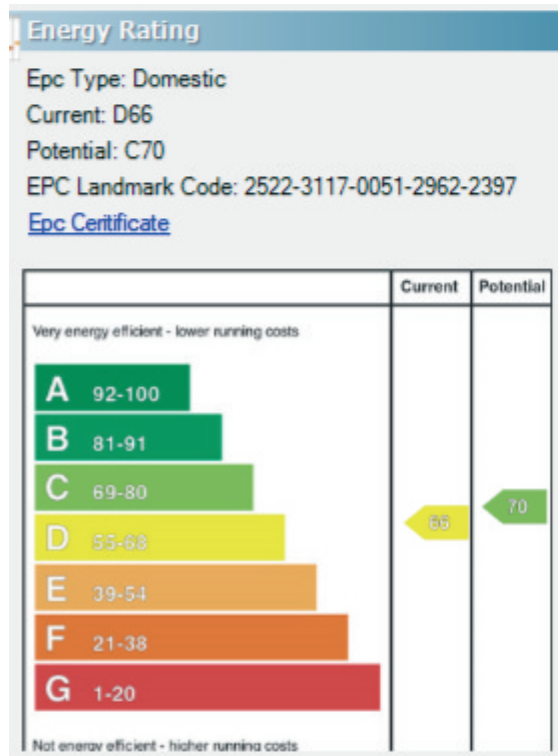 Energy Rating
Epc Type: Domestic
Current: D66
Potential: C70
EPC Landmark Code: 2522-3117-0051-2962-2397
Epc Ceritificate
Current Potential
Very energy efficient - lower running costs
A 92-100
B 81-91
C 69-80
70
D 55-68
66
E 39-54
F 21-38
G 1-20
Not energy efficient - higher running costs